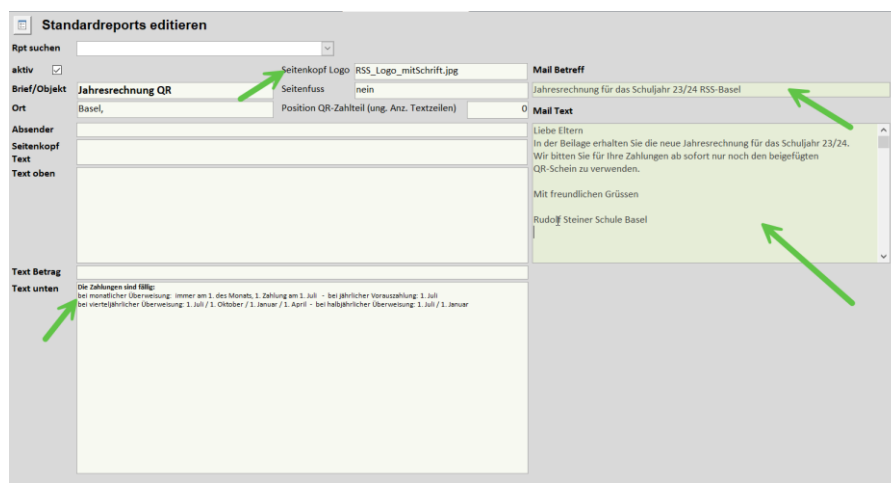 Standardreports editieren
Rpt suchen
aktiv
Seitenkopf Logo RSS_Logo_mitSchrift.jpg
Mail Betreff
Brief/Objekt Jahresrechnung QR
Seitenfuss nein
Jahresrechnung für das Schuljahr 23/24 RSS-Basel
Ort Basel,
Position QR-Zahlteil (ung. Anz. Textzeilen) 0
Mail Text
Absender
Liebe Eltern
In der Beilage erhalten Sie die neue Jahresrechnung für das Schuljahr 23/24.
Wir bitten Sie für Ihre Zahlungen ab sofort nur noch den beigefügten
QR-Schein zu verwenden.
Mit freundlichen Grüssen
Rudolf Steiner Schule Basel
Seitenkopf
Text
Text oben
Text Betrag
Text unten
Die Zahlungen sind fällig:
bei monatlicher Überweisung: immer am 1. des Monats, 1. Zahlung am 1. Juli - bei jährlicher Vorauszahlung: 1. Juli
bei vierteljährlicher Überweisung: 1. Juli / 1. Oktober / 1. Januar / 1. April - bei halbjährlicher Überweisung: 1. Juli / 1. Januar